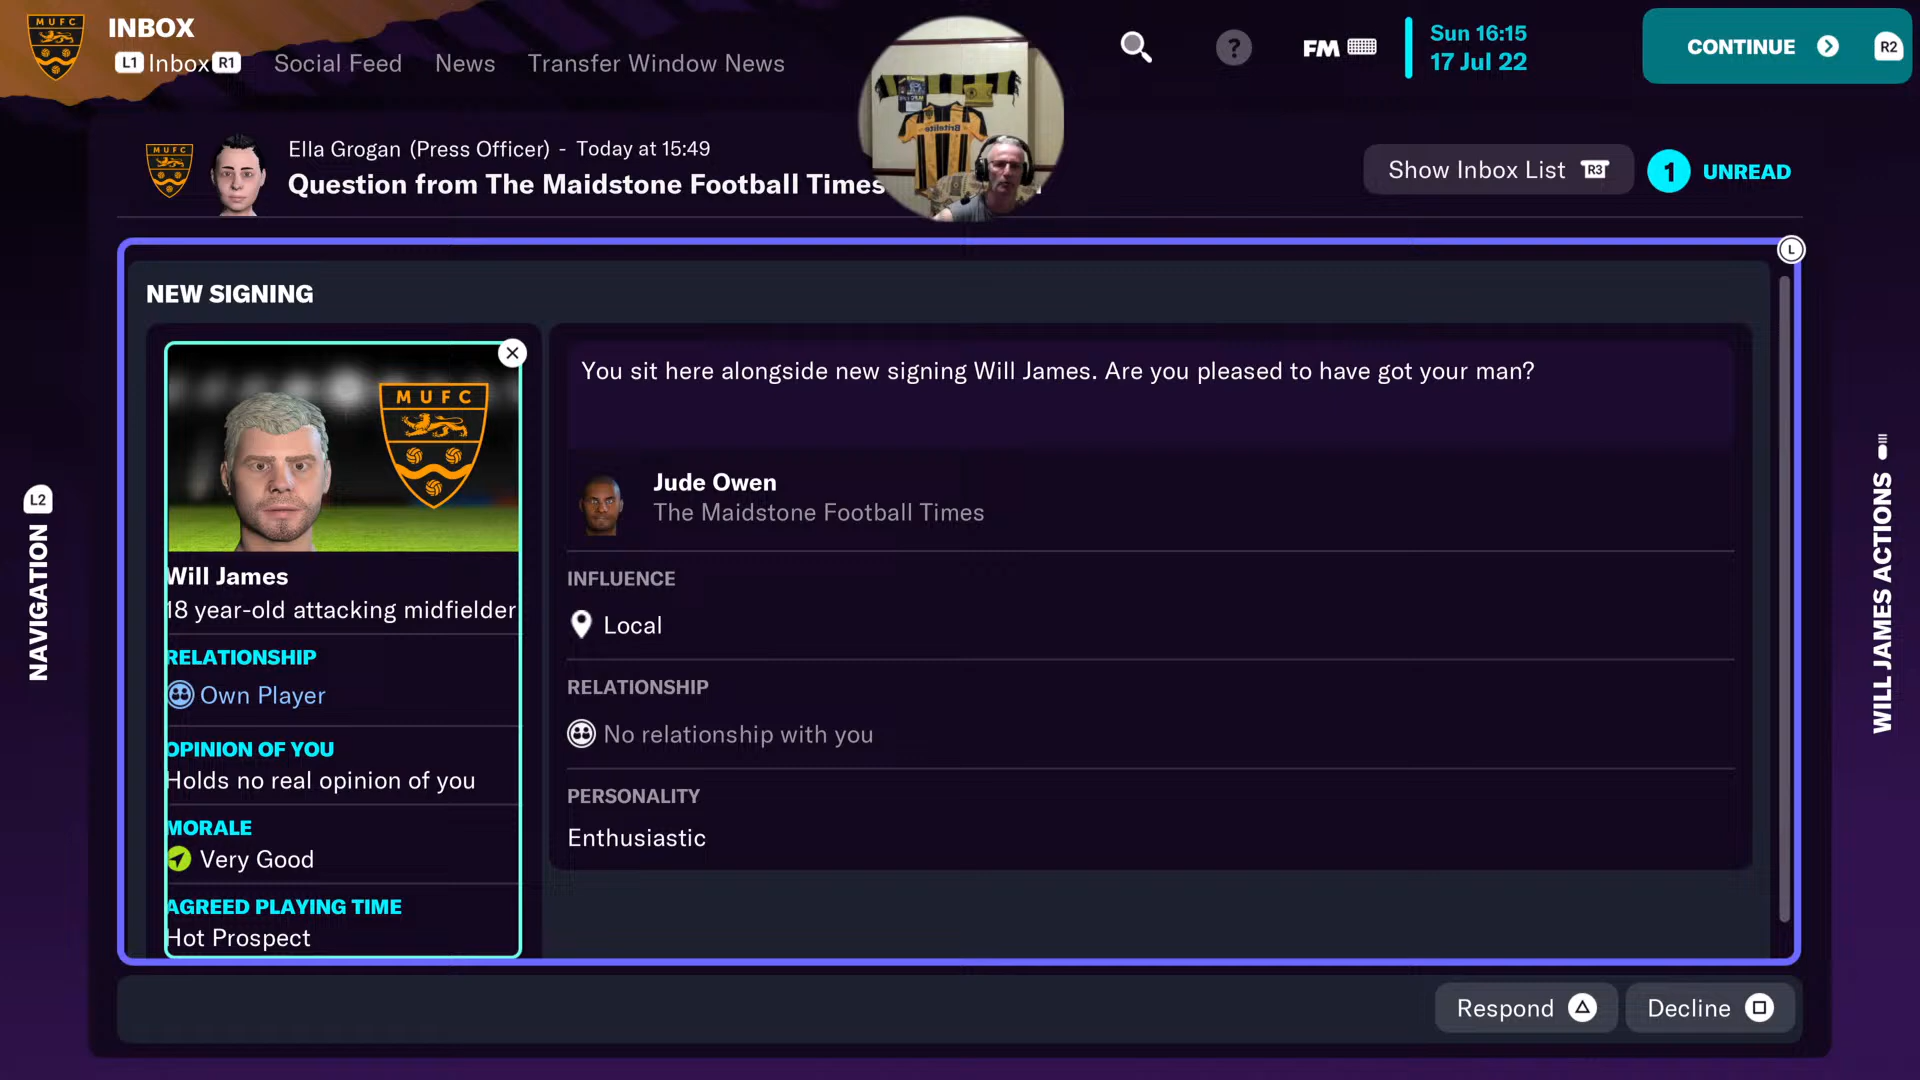 MUFC
INBOX
L1 Inbox R1 Social Feed News Transfer Window News
?
FM
Sun 16:15
17 Jul 22
CONTINUE R2
MUFC
Ella Grogan (Press Officer) - Today at 15:49
Question from The Maidstone Football Times
Show Inbox List R3
1 UNREAD
L
NEW SIGNING
MUFC
You sit here alongside new signing Will James. Are you pleased to have got your man?
Jude Owen
The Maidstone Football Times
Will James
18 year-old attacking midfielder
RELATIONSHIP
Own Player
OPINION OF YOU
Holds no real opinion of you
MORALE
Very Good
AGREED PLAYING TIME
Hot Prospect
INFLUENCE
Local
RELATIONSHIP
No relationship with you
PERSONALITY
Enthusiastic
NAVIGATION L2
WILL JAMES ACTIONS
Respond
Decline